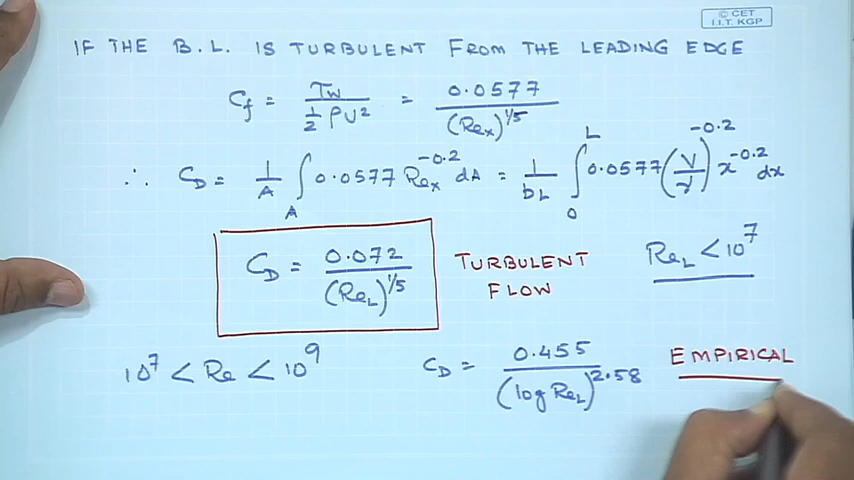 © CET
I.I.T. KGP
IF THE B.L. IS TURBULENT FROM THE LEADING EDGE
C_f = τ_w / (½ ρU²) = 0.0577 / (Re_x)^{1/5}
∴ C_D = 1/A ∫_A 0.0577 Re_x^{-0.2} dA = 1/bL ∫_0^L 0.0577 (V/ν)^{-0.2} x^{-0.2} dx
C_D = 0.072 / (Re_L)^{1/5} TURBULENT FLOW Re_L < 10^7
10^7 < Re < 10^9 C_D = 0.455 / (log Re_L)^{2.58} EMPIRICAL